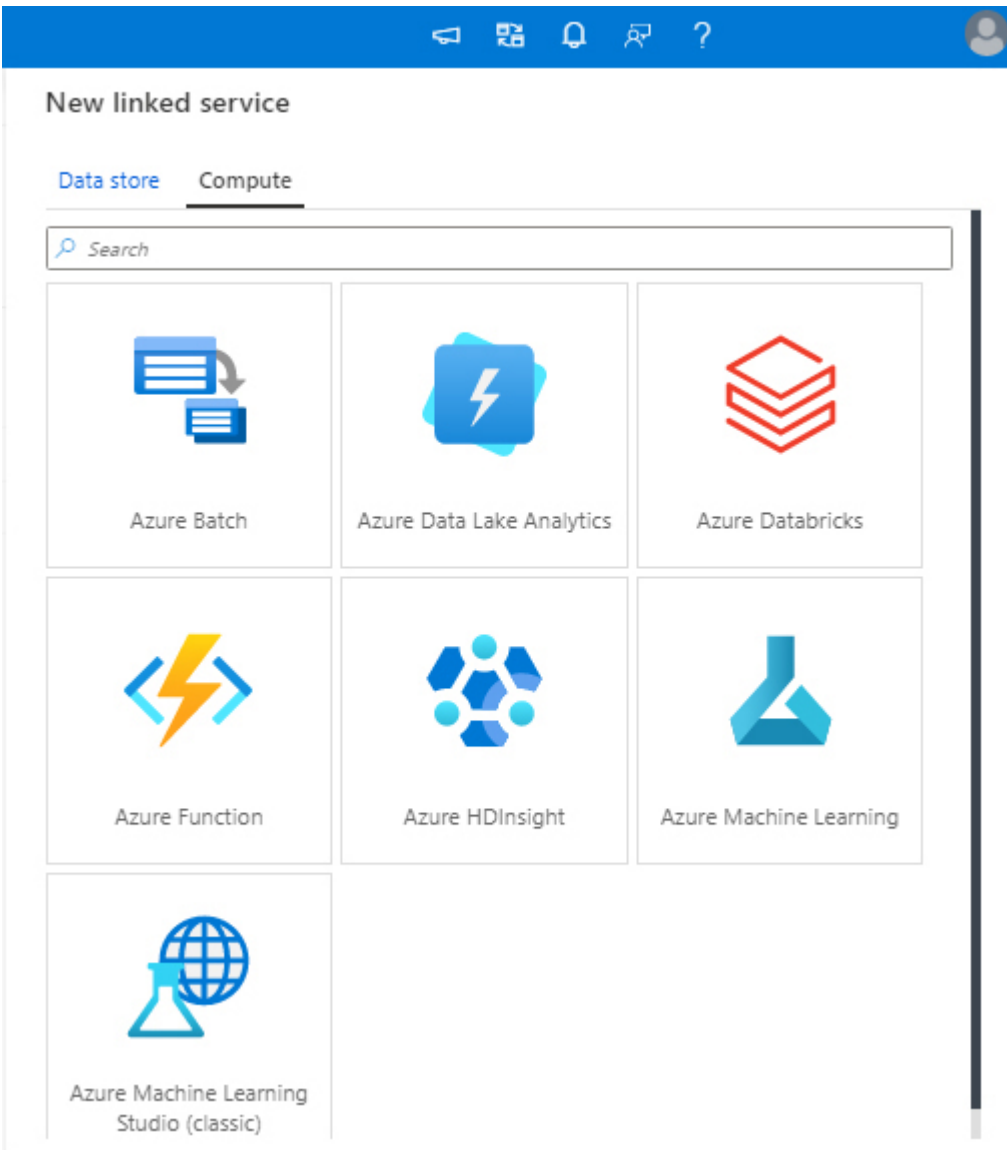 New linked service
Data store Compute
Search
Azure Batch
Azure Data Lake Analytics
Azure Databricks
Azure Function
Azure HDInsight
Azure Machine Learning
Azure Machine Learning
Studio (classic)